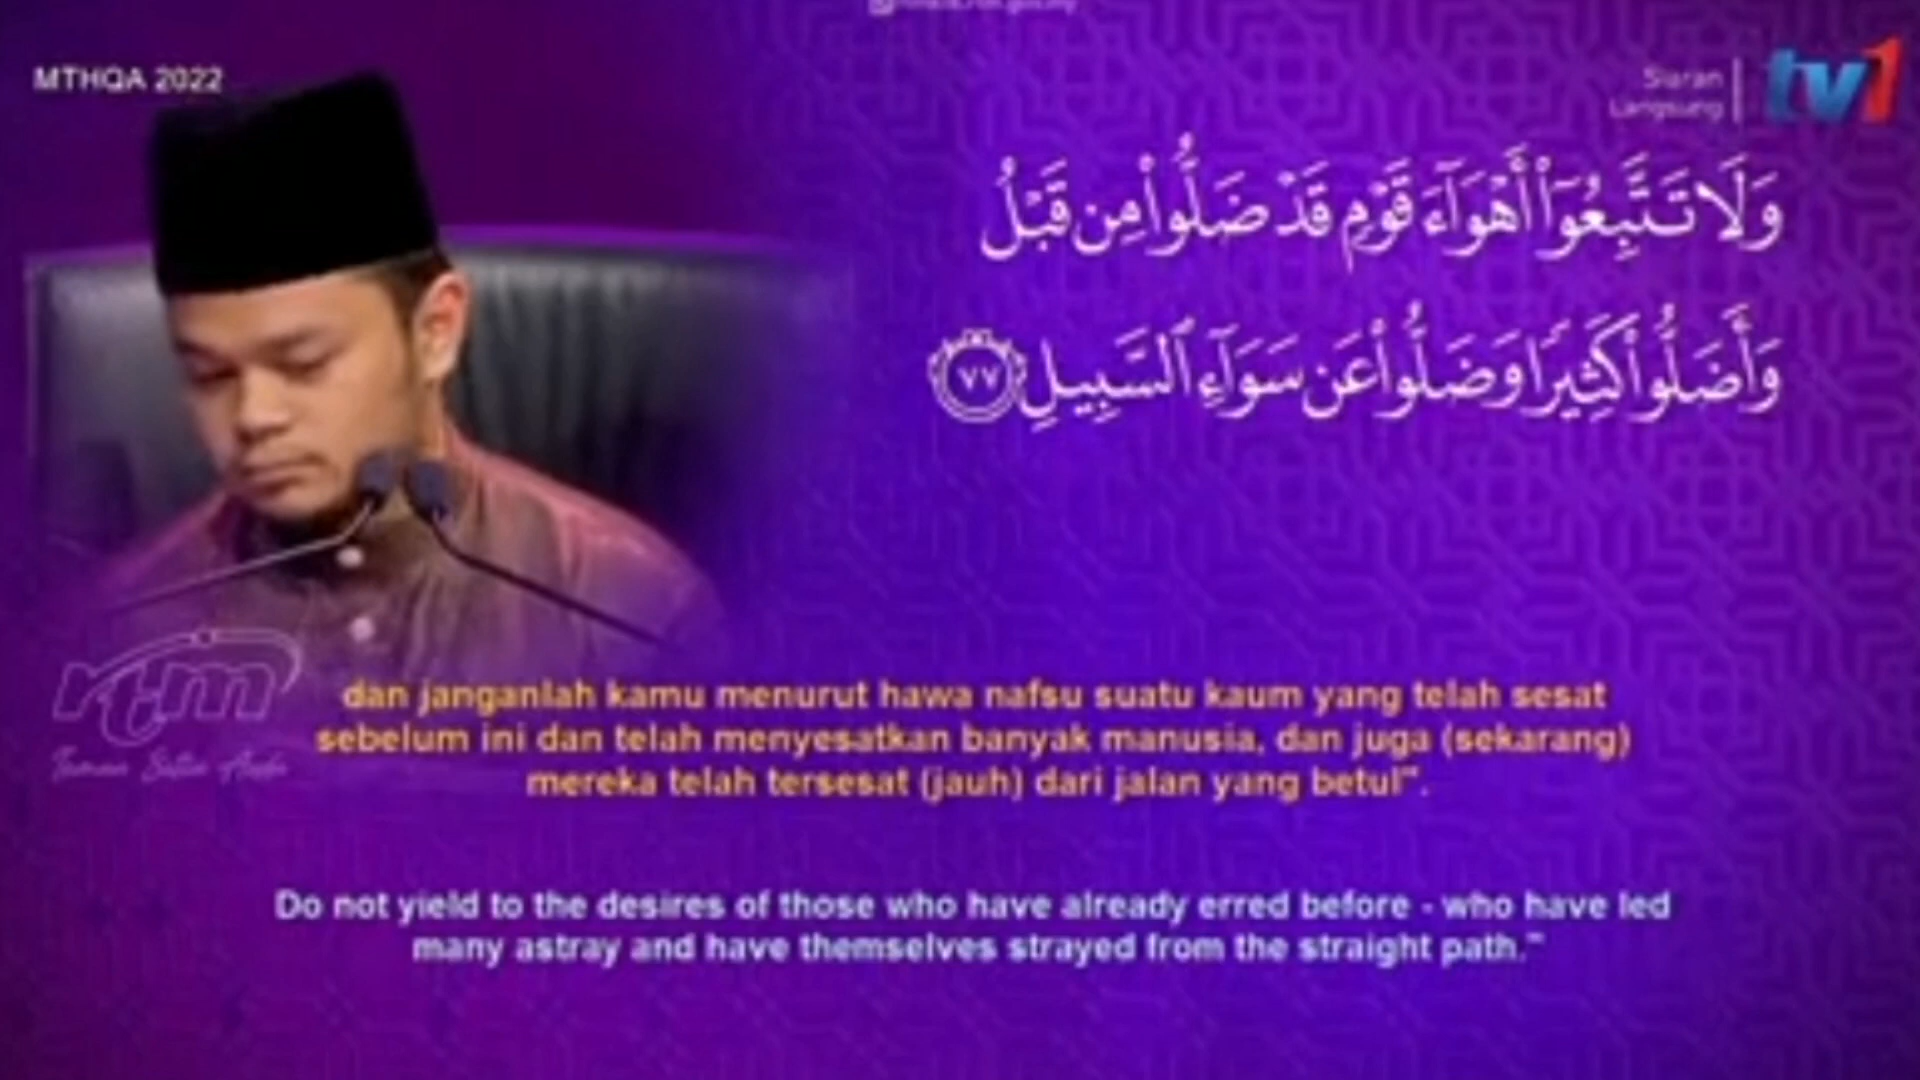 MTHQA 2022
Siaran
Langsung
tv1
وَلَا تَتَّبِعُوٓا۟ أَهْوَآءَ قَوْمٍ قَدْ ضَلُّوا۟ مِن قَبْلُ
وَأَضَلُّوا۟ كَثِيرًا وَضَلُّوا۟ عَن سَوَآءِ ٱلسَّبِيلِ ٧٧
rtm
Teman Setia Anda
dan janganlah kamu menurut hawa nafsu suatu kaum yang telah sesat
sebelum ini dan telah menyesatkan banyak manusia, dan juga (sekarang)
mereka telah tersesat (jauh) dari jalan yang betul".
Do not yield to the desires of those who have already erred before - who have led
many astray and have themselves strayed from the straight path."